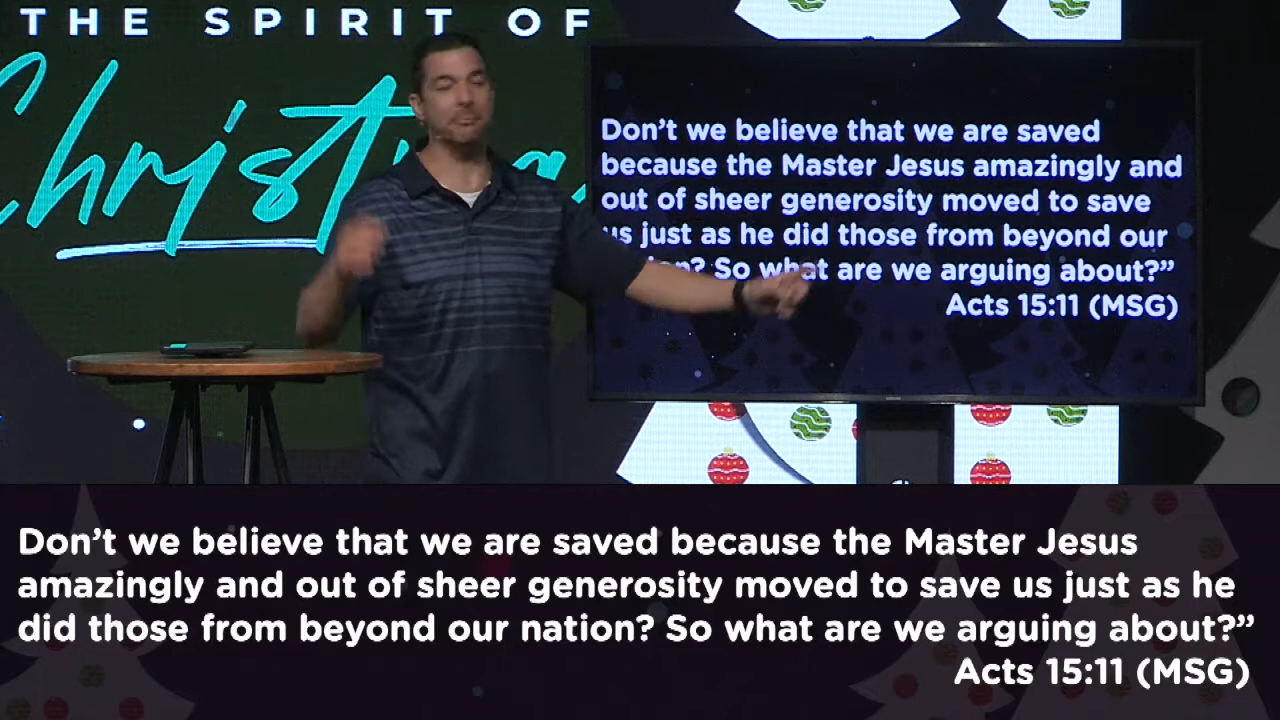 THE SPIRIT OF
Don't we believe that we are saved
because the Master Jesus amazingly and
out of sheer generosity moved to save
us just as he did those from beyond our
So what are we arguing about?”
Acts 15:11 (MSG)
Don't we believe that we are saved because the Master Jesus
amazingly and out of sheer generosity moved to save us just as he
did those from beyond our nation? So what are we arguing about?”
Acts 15:11 (MSG)